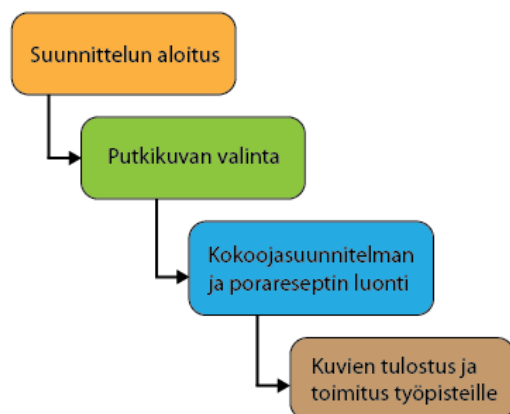 Suunnittelun aloitus
Putkikuvan valinta
Kokoojasuunnitelman
ja porareseptin luonti
Kuvien tulostus ja
toimitus työpisteille